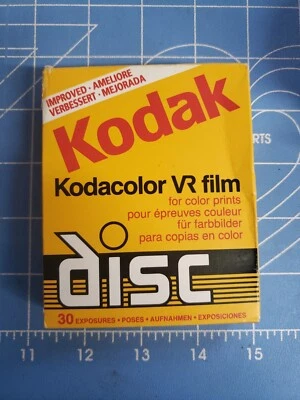 IMPROVED • AMELIORE
VERBESSERT • MEJORADA
Kodak
Kodacolor VR film
for color prints
pour épreuves couleur
für farbbilder
para copias en color
disc
30 EXPOSURES • POSES • AUFNAHMEN • EXPOSICIONES
11 12 13 14 15